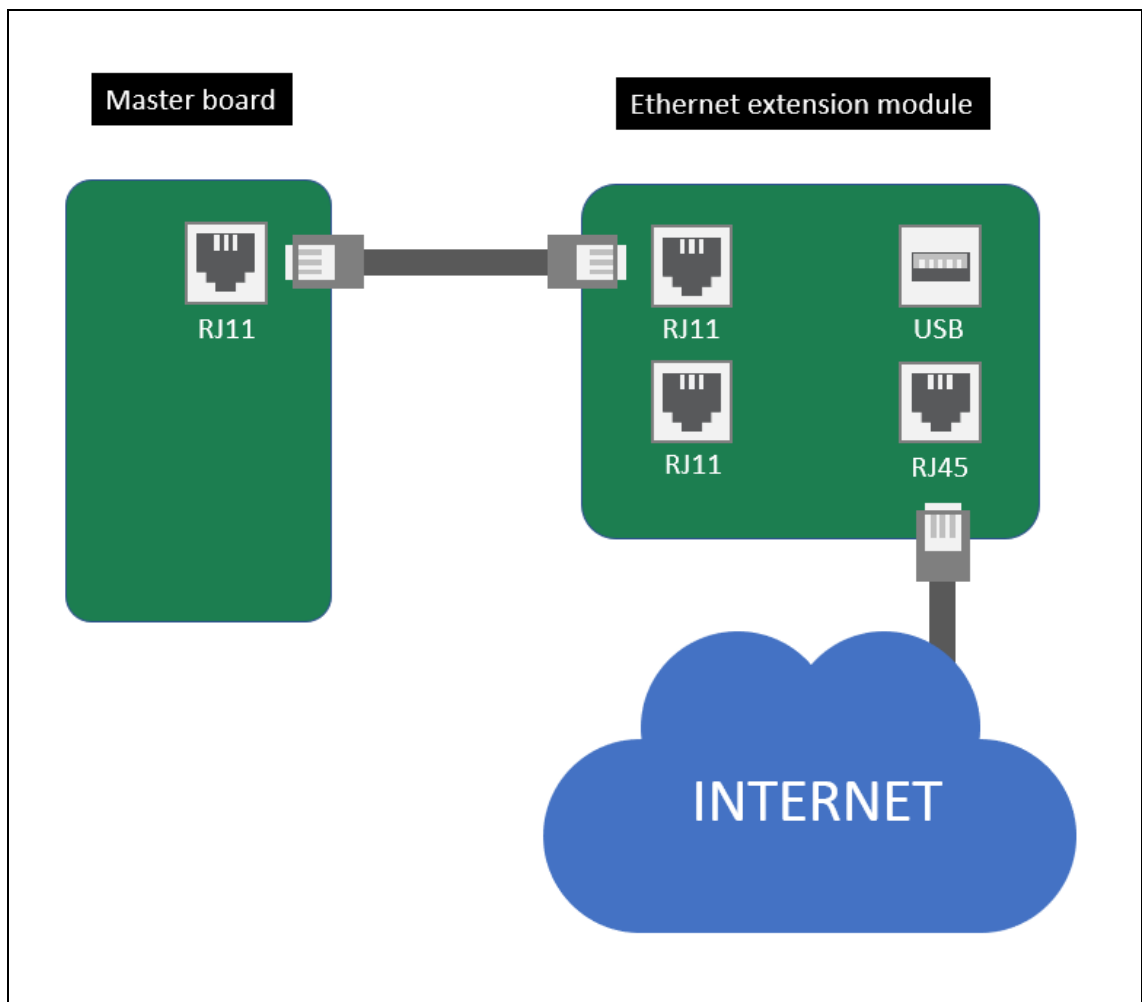 Master board
Ethernet extension module
RJ11
RJ11
USB
RJ11
RJ45
INTERNET